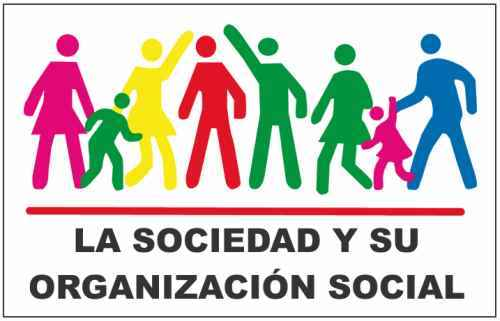 LA SOCIEDAD Y SU
ORGANIZACIÓN SOCIAL